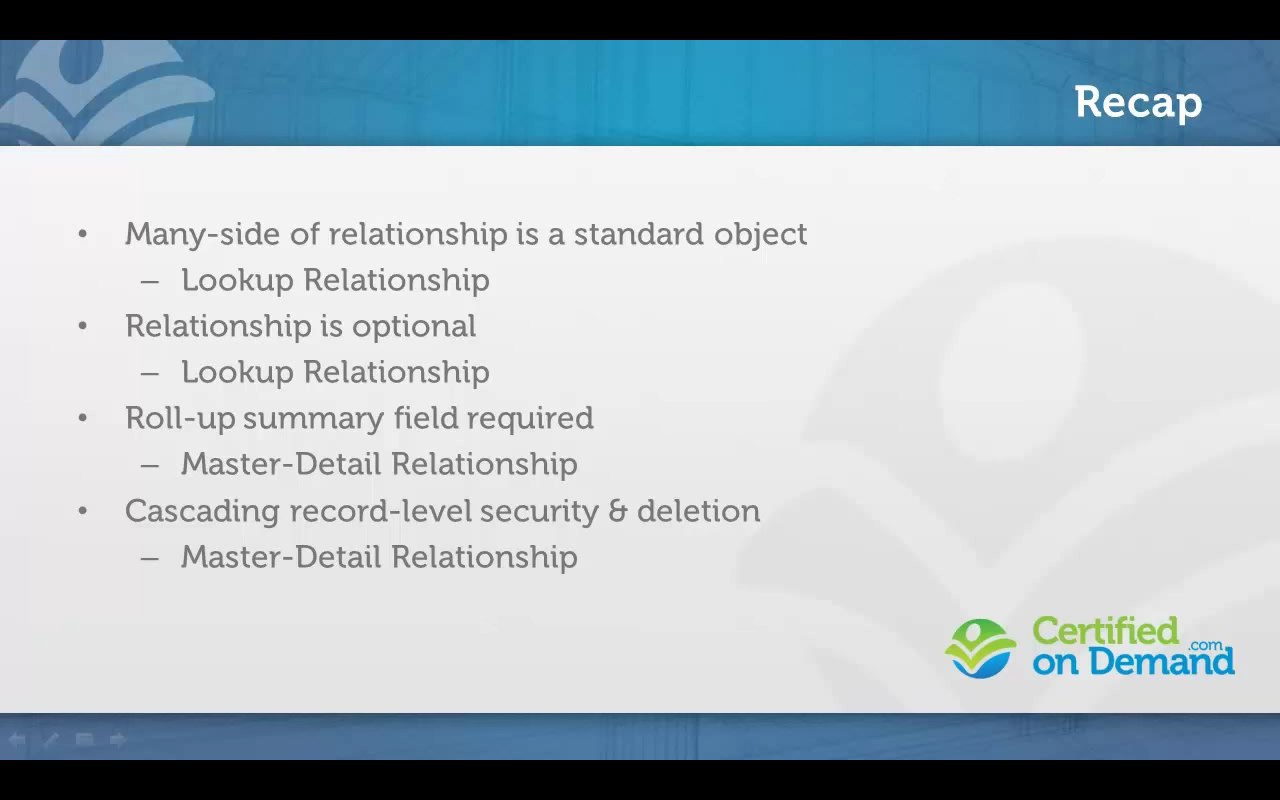 Recap
• Many-side of relationship is a standard object
– Lookup Relationship
• Relationship is optional
– Lookup Relationship
• Roll-up summary field required
– Master-Detail Relationship
• Cascading record-level security & deletion
– Master-Detail Relationship
Certified
on Demand.com